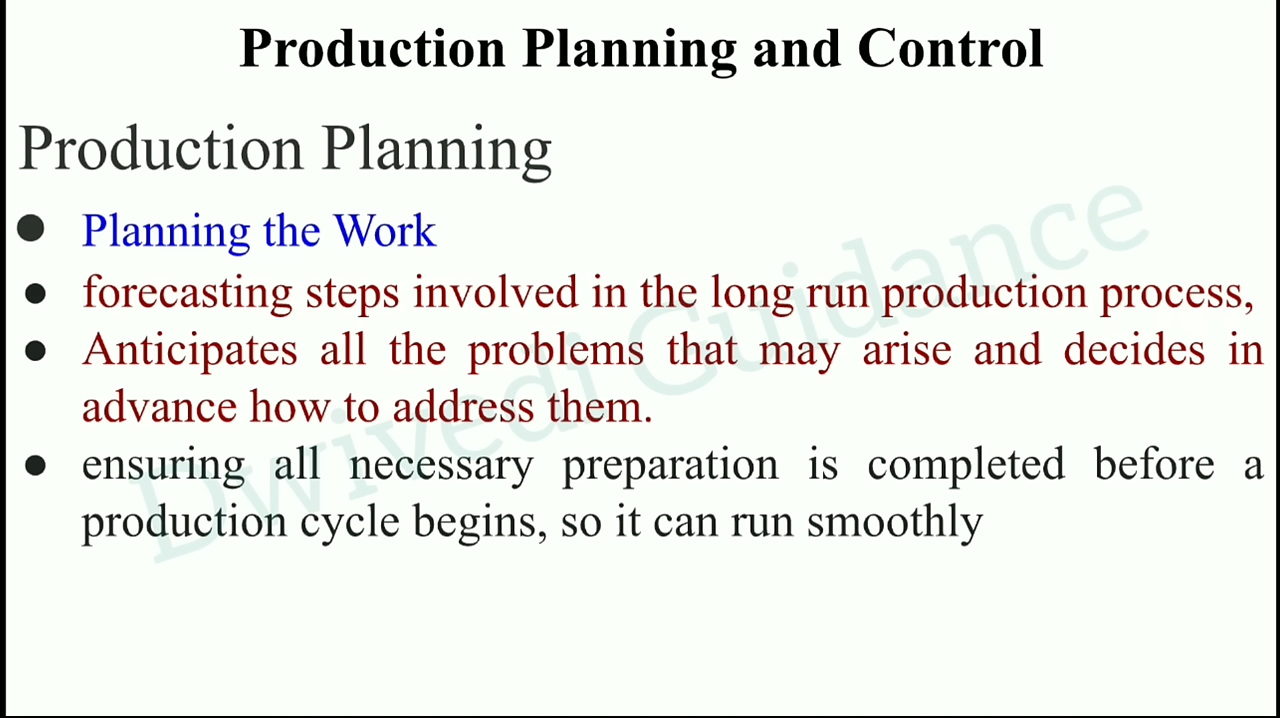 Production Planning and Control
Production Planning
● Planning the Work
● forecasting steps involved in the long run production process,
● Anticipates all the problems that may arise and decides in
advance how to address them.
● ensuring all necessary preparation is completed before a
production cycle begins, so it can run smoothly
Dwivedi Guidance